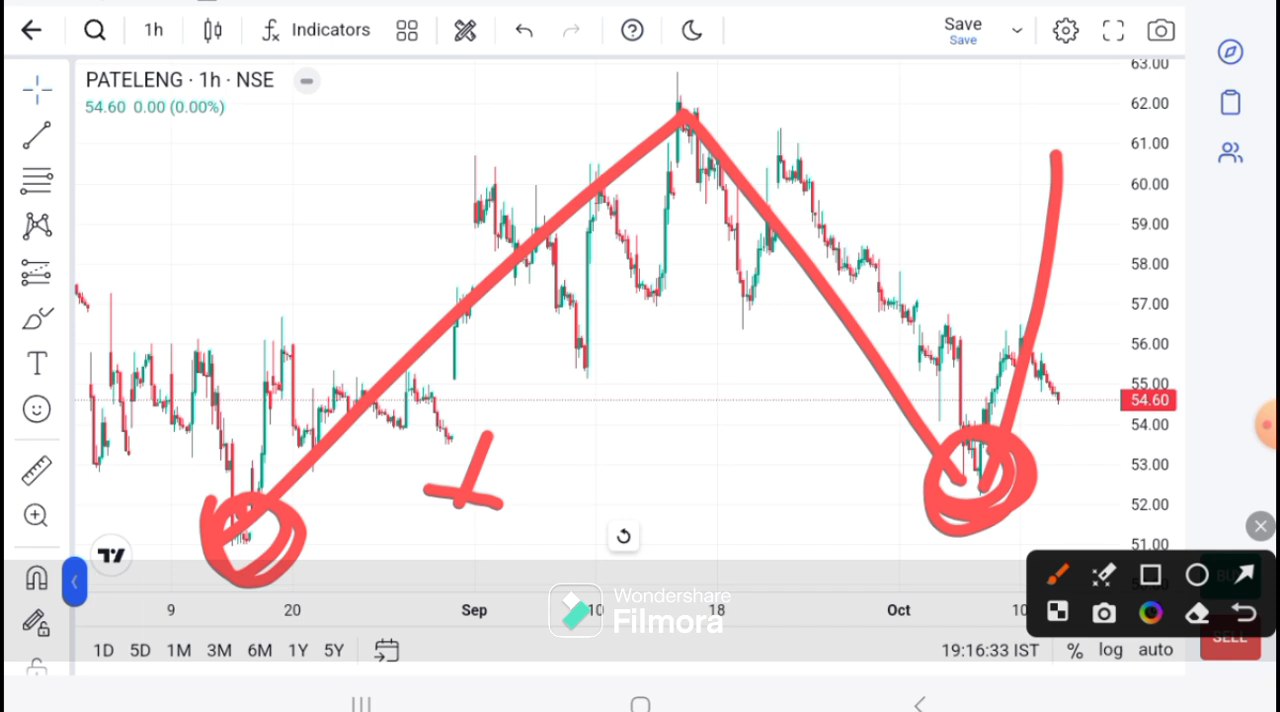 1h
Indicators
Save
Save
PATELENG · 1h · NSE
54.60 0.00 (0.00%)
63.00
62.00
61.00
60.00
59.00
58.00
57.00
56.00
55.00
54.60
54.00
53.00
52.00
51.00
9 20 Sep 10 18 Oct 10
Wondershare
Filmora
1D 5D 1M 3M 6M 1Y 5Y
19:16:33 IST % log auto
SELL